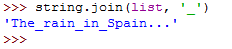 >>> string.join(list, '_')
'The_rain_in_Spain...'
>>>